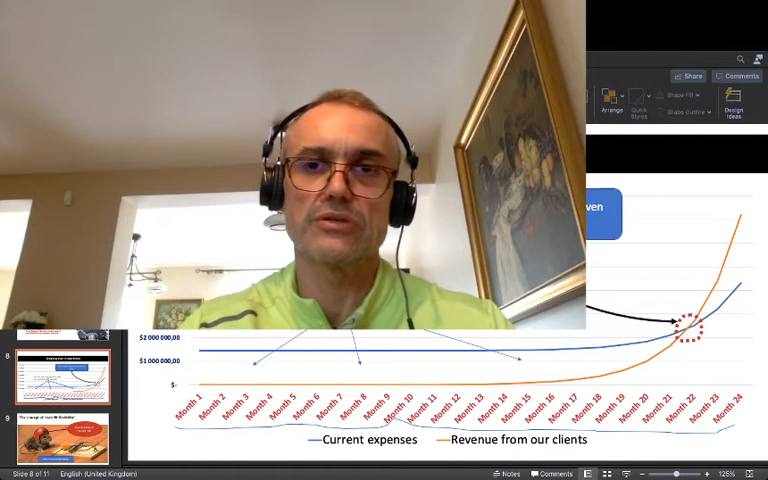 Share
Comments
Arrange
Quick
Styles
Shape Fill
Shape Outline
Design
Ideas
ven
$2 000 000,00
$1 000 000,00
$-
Month 1
Month 2
Month 3
Month 4
Month 5
Month 6
Month 7
Month 8
Month 9
Month 10
Month 11
Month 12
Month 13
Month 14
Month 15
Month 16
Month 17
Month 18
Month 19
Month 20
Month 21
Month 22
Month 23
Month 24
Current expenses
Revenue from our clients
8
9
Slide 8 of 11
English (United Kingdom)
Notes
Comments
125%